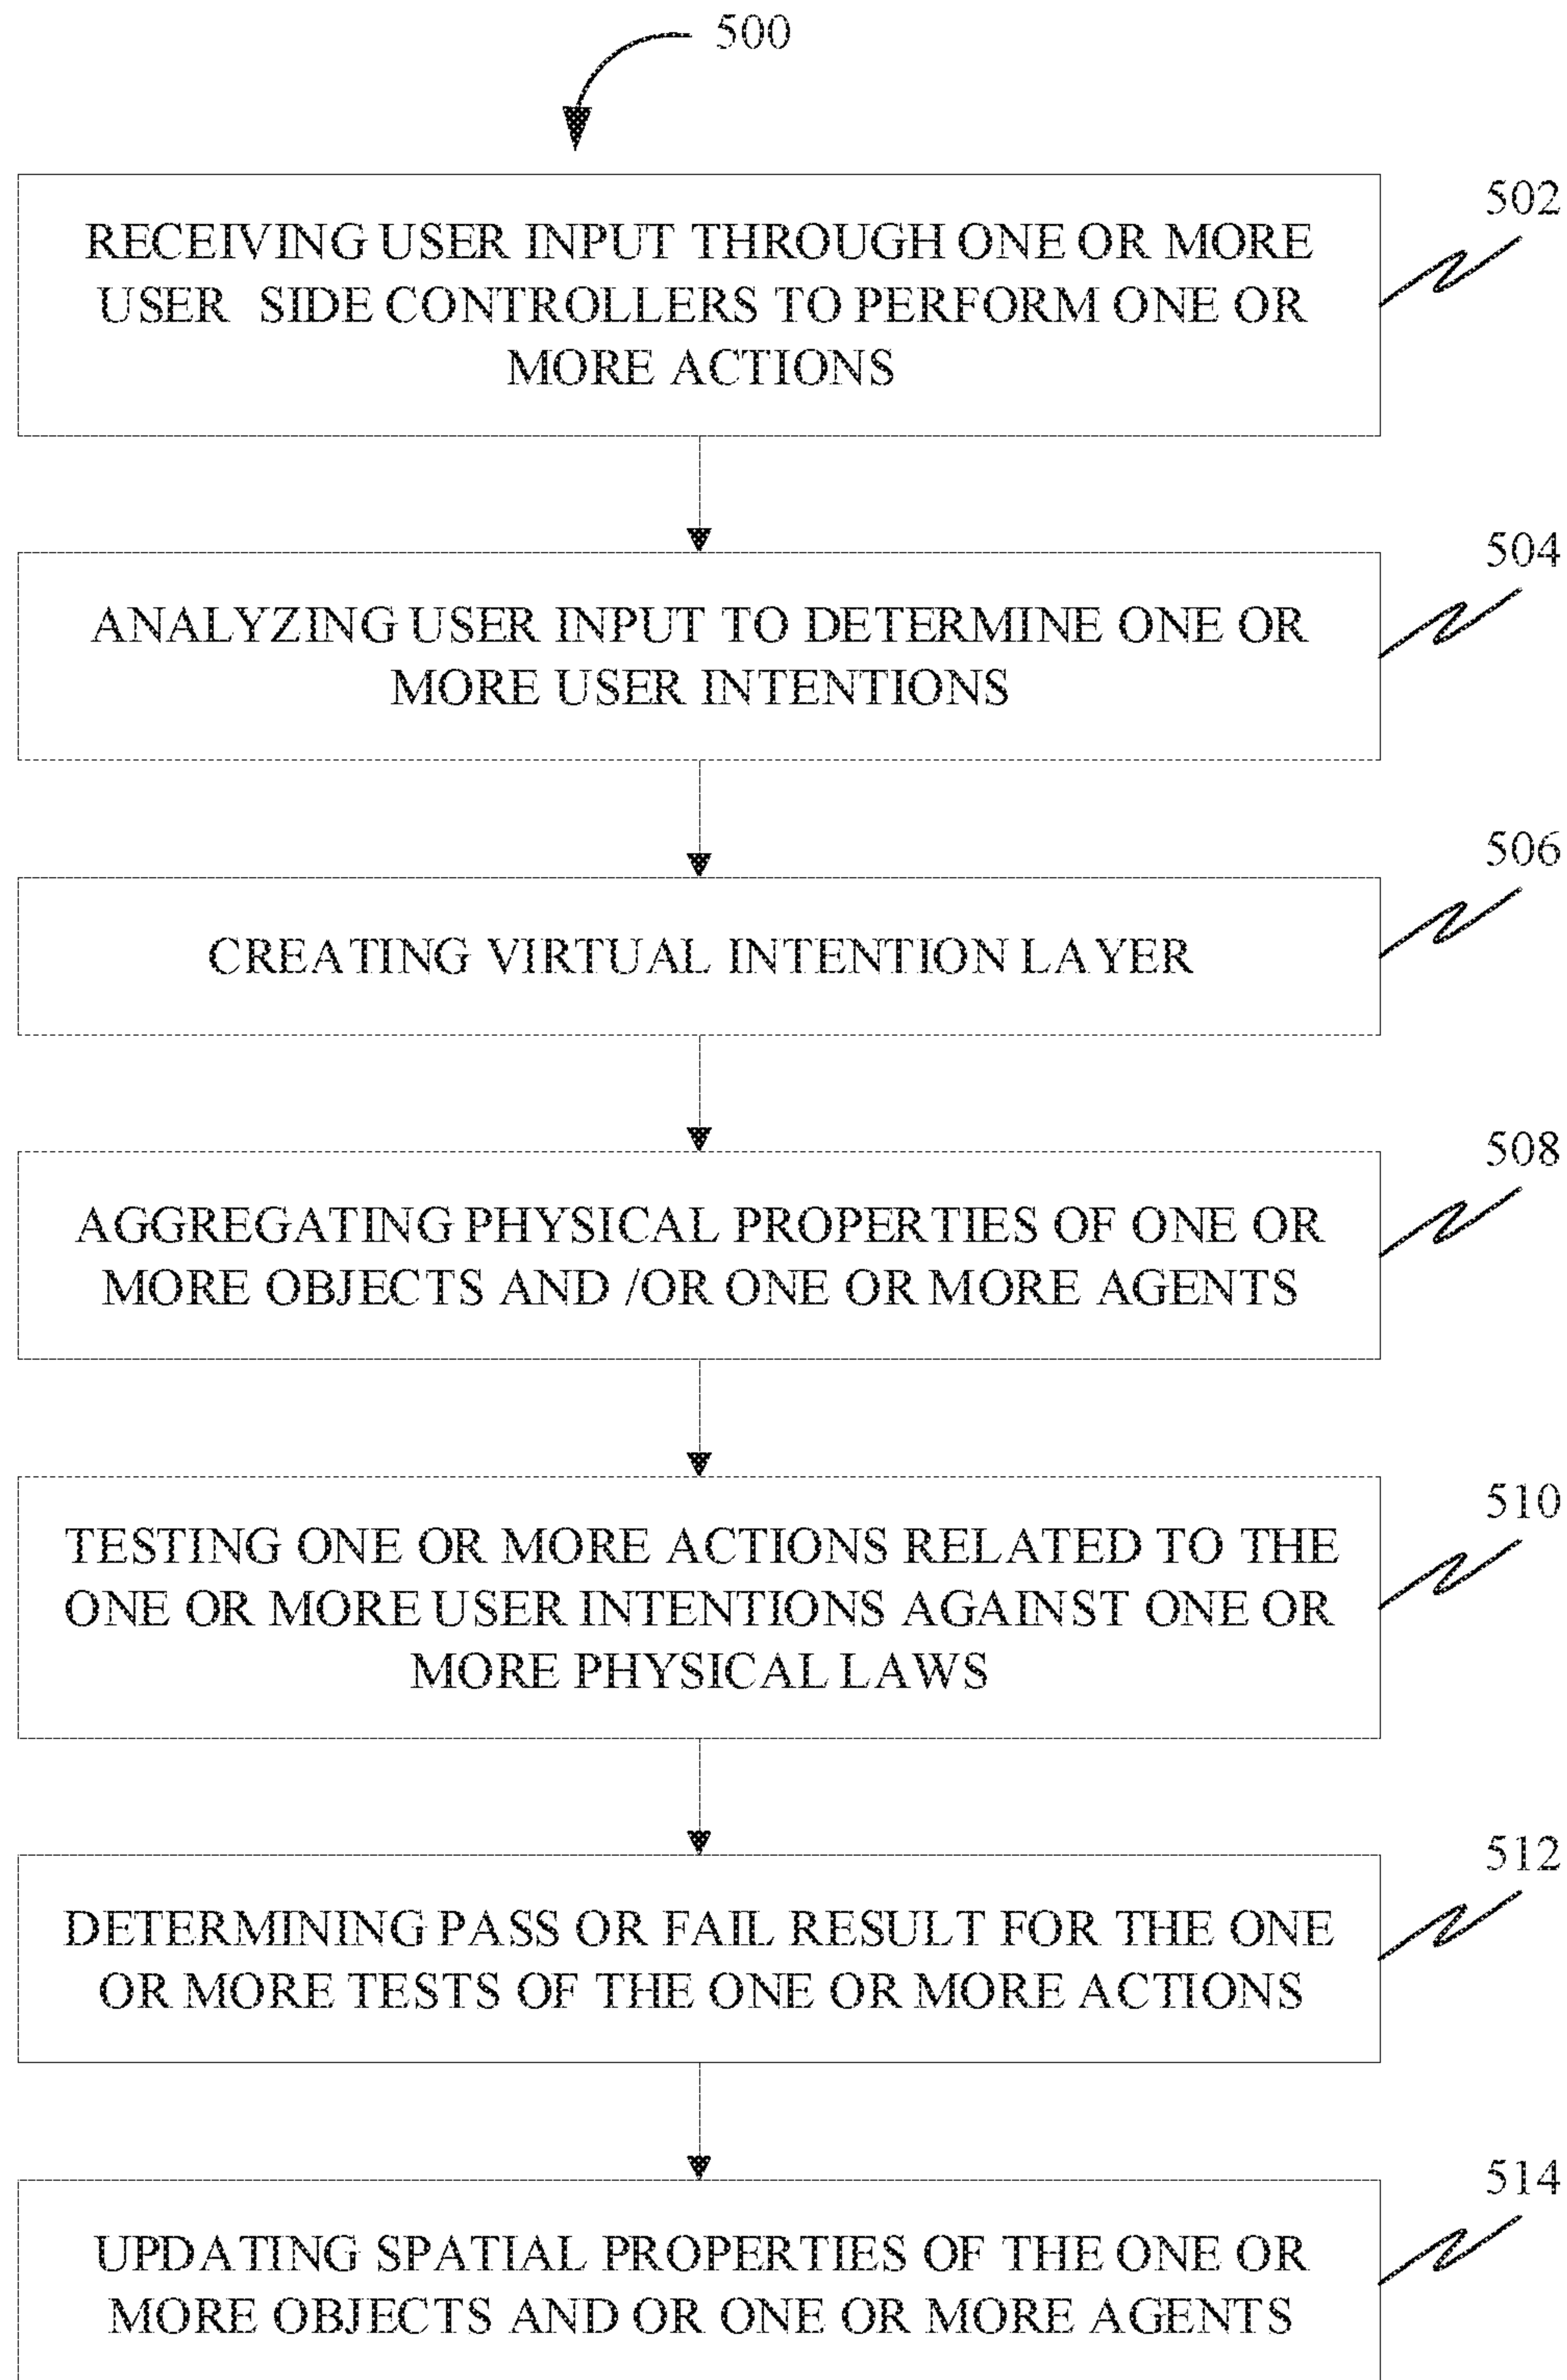 500
502
RECEIVING USER INPUT THROUGH ONE OR MORE
USER SIDE CONTROLLERS TO PERFORM ONE OR
MORE ACTIONS
504
ANALYZING USER INPUT TO DETERMINE ONE OR
MORE USER INTENTIONS
506
CREATING VIRTUAL INTENTION LAYER
508
AGGREGATING PHYSICAL PROPERTIES OF ONE OR
MORE OBJECTS AND /OR ONE OR MORE AGENTS
510
TESTING ONE OR MORE ACTIONS RELATED TO THE
ONE OR MORE USER INTENTIONS AGAINST ONE OR
MORE PHYSICAL LAWS
512
DETERMINING PASS OR FAIL RESULT FOR THE ONE
OR MORE TESTS OF THE ONE OR MORE ACTIONS
514
UPDATING SPATIAL PROPERTIES OF THE ONE OR
MORE OBJECTS AND OR ONE OR MORE AGENTS